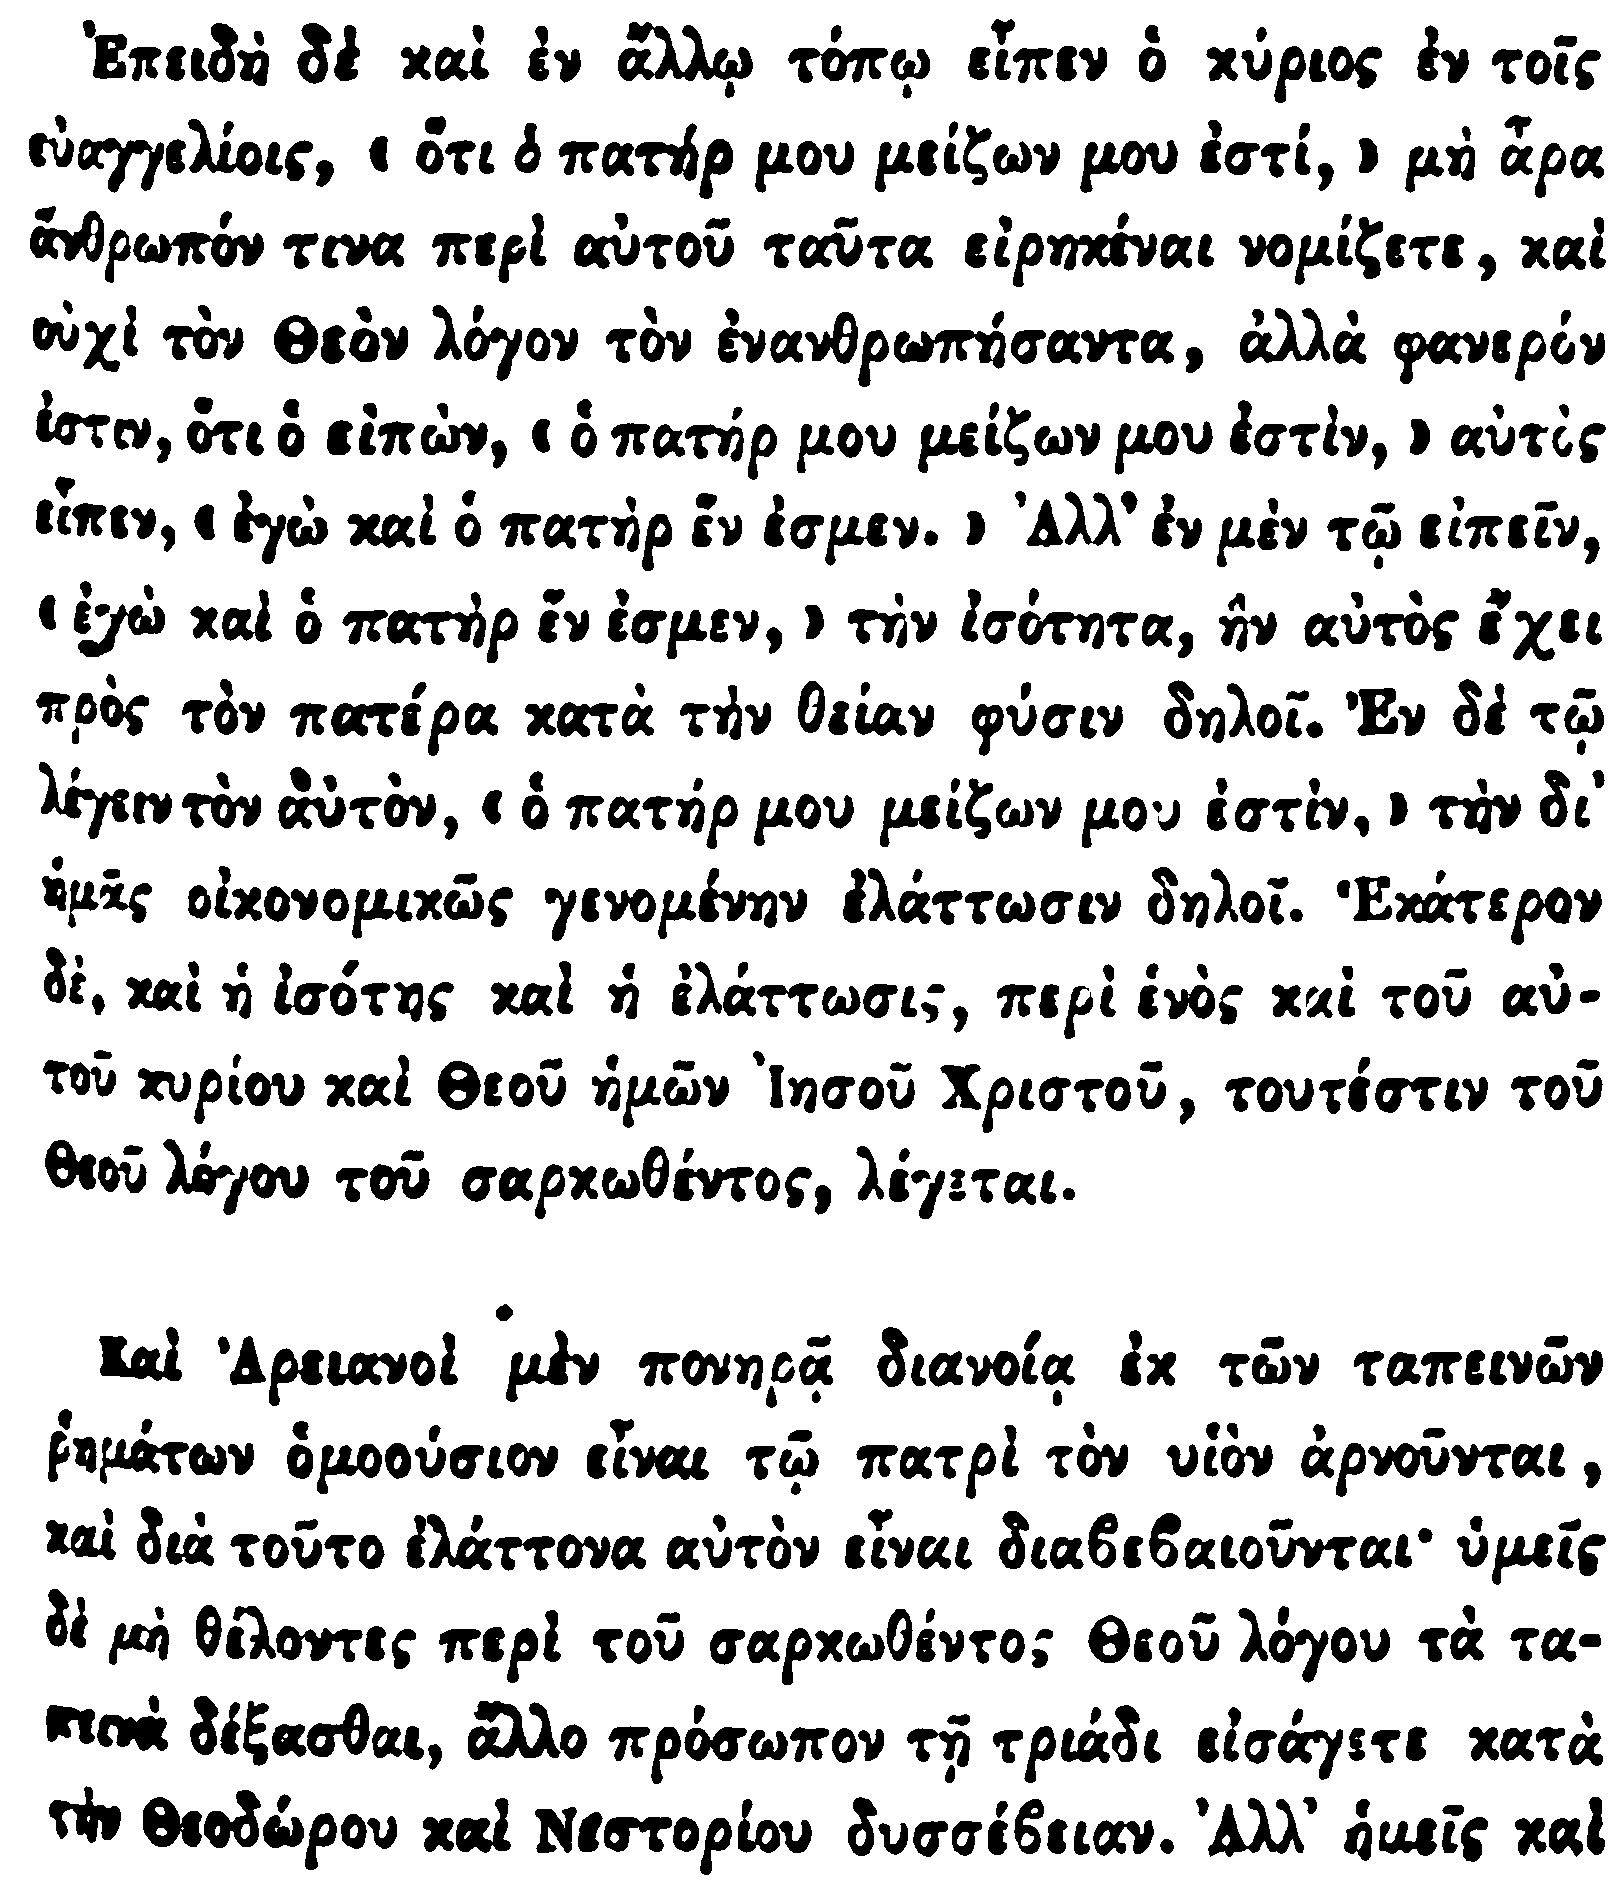 Ἐπειδὴ δὲ καὶ ἐν ἄλλῳ τόπῳ εἶπεν ὁ κύριος ἐν τοῖς
εὐαγγελίοις, ‹ ὅτι ὁ πατήρ μου μείζων μου ἐστί, › μὴ ἆρα
ἄνθρωπόν τινα περὶ αὐτοῦ ταῦτα εἰρηκέναι νομίζετε, καὶ
οὐχὶ τὸν Θεὸν λόγον τὸν ἐνανθρωπήσαντα, ἀλλὰ φανερόν
ἐστιν, ὅτι ὁ εἰπὼν, ‹ ὁ πατήρ μου μείζων μου ἐστὶν, › αὐτὸς
εἶπεν, ‹ ἐγὼ καὶ ὁ πατὴρ ἕν ἐσμεν. › Ἀλλ’ ἐν μὲν τῷ εἰπεῖν,
‹ ἐγὼ καὶ ὁ πατὴρ ἕν ἐσμεν, › τὴν ἰσότητα, ἣν αὐτὸς ἔχει
πρὸς τὸν πατέρα κατὰ τὴν θείαν φύσιν δηλοῖ. Ἐν δὲ τῷ
λέγειν τὸν αὐτὸν, ‹ ὁ πατήρ μου μείζων μου ἐστὶν, › τὴν δι’
ἡμᾶς οἰκονομικῶς γενομένην ἐλάττωσιν δηλοῖ. Ἑκάτερον
δὲ, καὶ ἡ ἰσότης καὶ ἡ ἐλάττωσις, περὶ ἑνὸς καὶ τοῦ αὐ-
τοῦ κυρίου καὶ Θεοῦ ἡμῶν Ἰησοῦ Χριστοῦ, τουτέστιν τοῦ
Θεοῦ λόγου τοῦ σαρκωθέντος, λέγεται.
Καὶ Ἀρειανοὶ μὲν πονηρᾷ διανοίᾳ ἐκ τῶν ταπεινῶν
ῥημάτων ὁμοούσιον εἶναι τῷ πατρὶ τὸν υἱὸν ἀρνοῦνται,
καὶ διὰ τοῦτο ἐλάττονα αὐτὸν εἶναι διαβεβαιοῦνται· ὑμεῖς
δὲ μὴ θέλοντες περὶ τοῦ σαρκωθέντος Θεοῦ λόγου τὰ τα-
πεινὰ δέξασθαι, ἄλλο πρόσωπον τῇ τριάδι εἰσάγετε κατὰ
τὴν Θεοδώρου καὶ Νεστορίου δυσσέβειαν. Ἀλλ’ ἡμεῖς καὶ